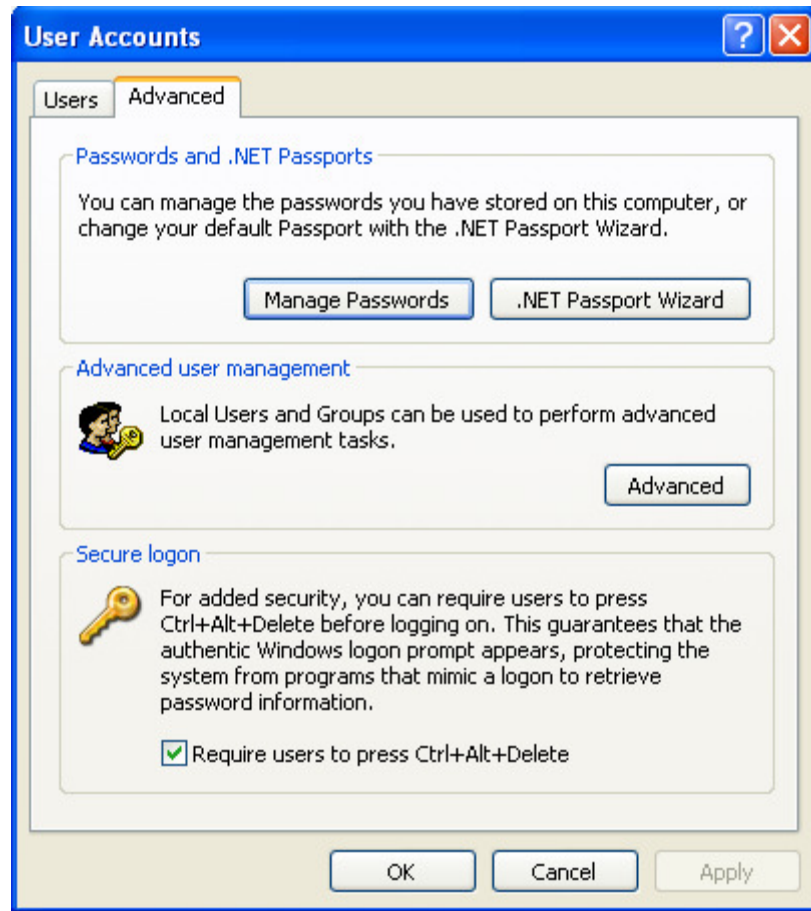 User Accounts
Users
Advanced
Passwords and .NET Passports
You can manage the passwords you have stored on this computer, or
change your default Passport with the .NET Passport Wizard.
Manage Passwords
.NET Passport Wizard
Advanced user management
Local Users and Groups can be used to perform advanced
user management tasks.
Advanced
Secure logon
For added security, you can require users to press
Ctrl+Alt+Delete before logging on. This guarantees that the
authentic Windows logon prompt appears, protecting the
system from programs that mimic a logon to retrieve
password information.
Require users to press Ctrl+Alt+Delete
OK
Cancel
Apply